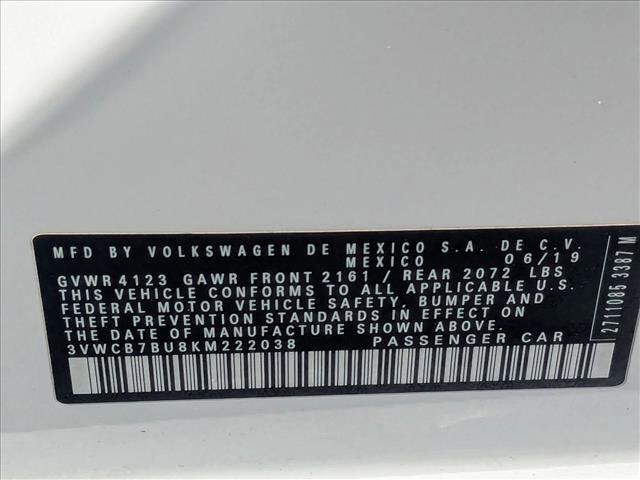 MFD BY VOLKSWAGEN DE MEXICO S.A. DE C.V.
MEXICO 06/19
GVWR 4123 GAWR FRONT 2161 / REAR 2072 LBS
THIS VEHICLE CONFORMS TO ALL APPLICABLE U.S.
FEDERAL MOTOR VEHICLE SAFETY, BUMPER AND
THEFT PREVENTION STANDARDS IN EFFECT ON
THE DATE OF MANUFACTURE SHOWN ABOVE.
3VWCB7BU8KM222038 PASSENGER CAR
2711D085 3387 M